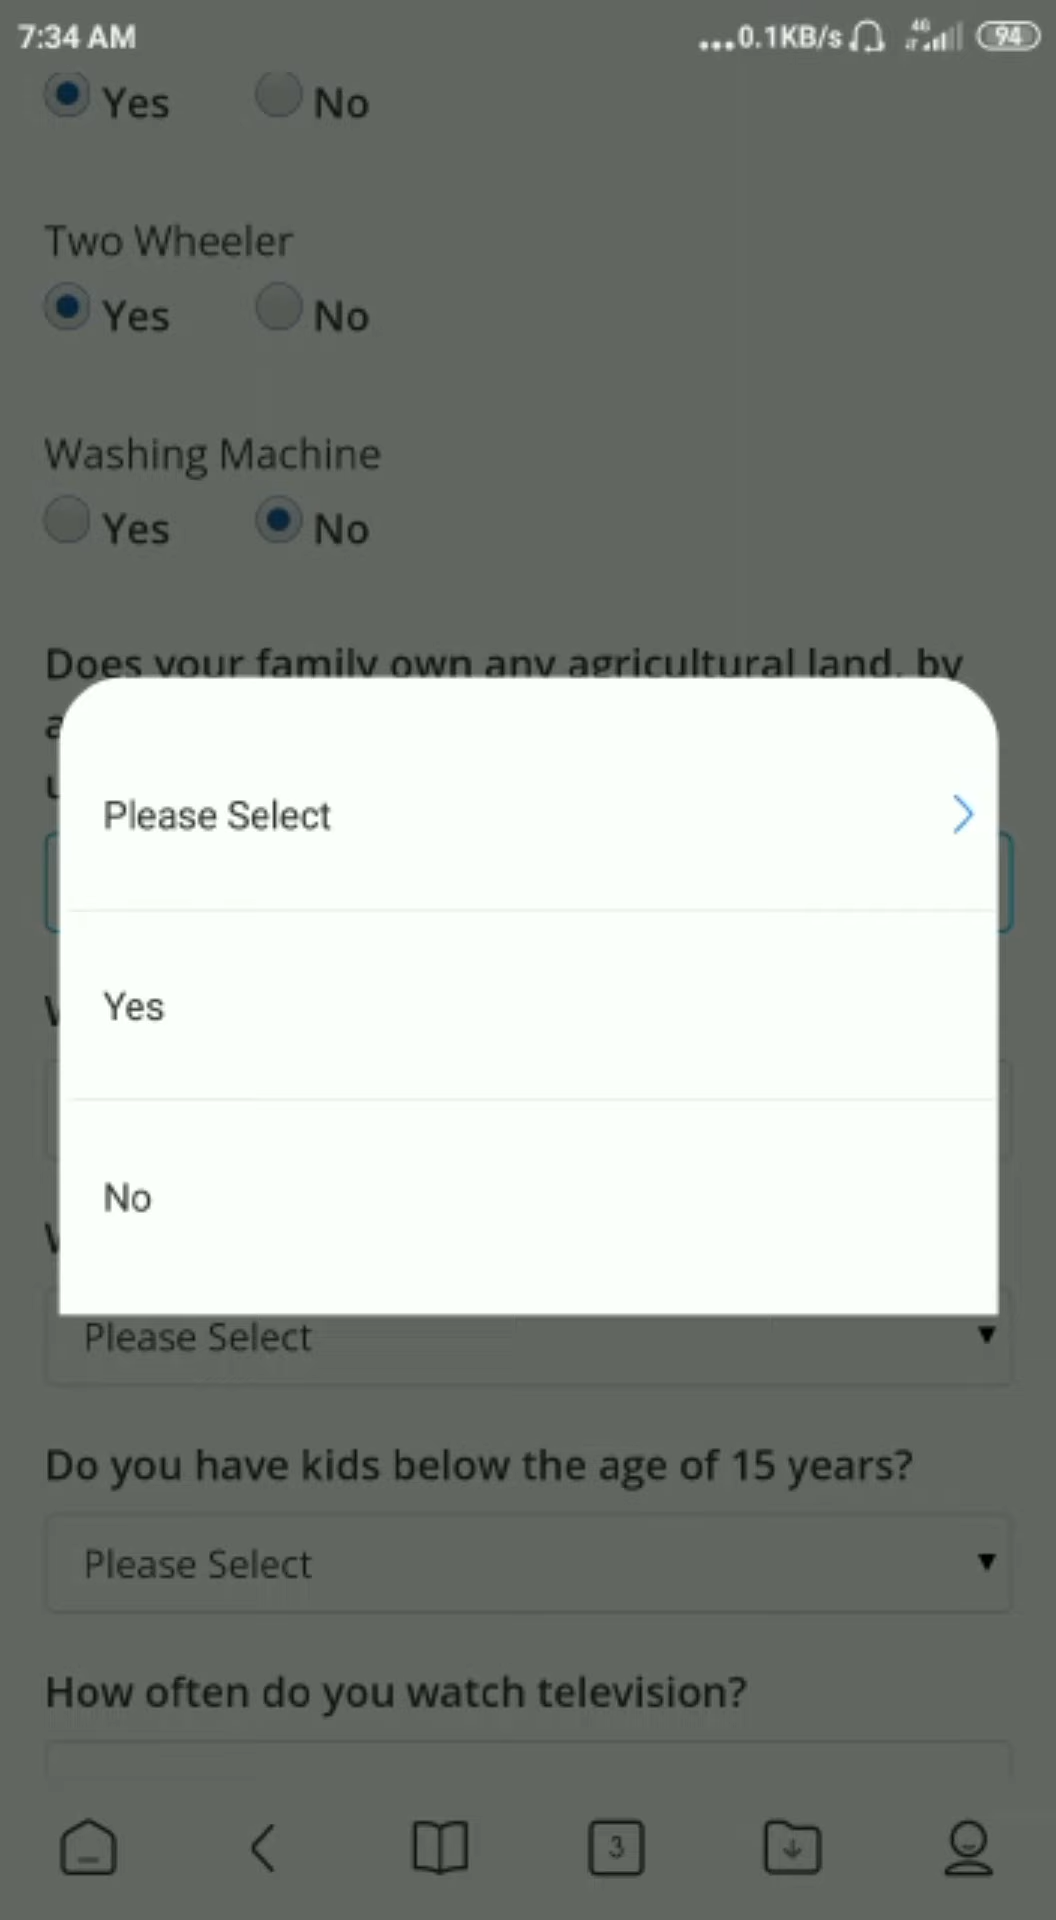 7:34 AM
...0.1KB/s 4G 94
Yes No
Two Wheeler
Yes No
Washing Machine
Yes No
Does your family own any agricultural land, by
Please Select
Yes
No
Please Select
Do you have kids below the age of 15 years?
Please Select
How often do you watch television?
3